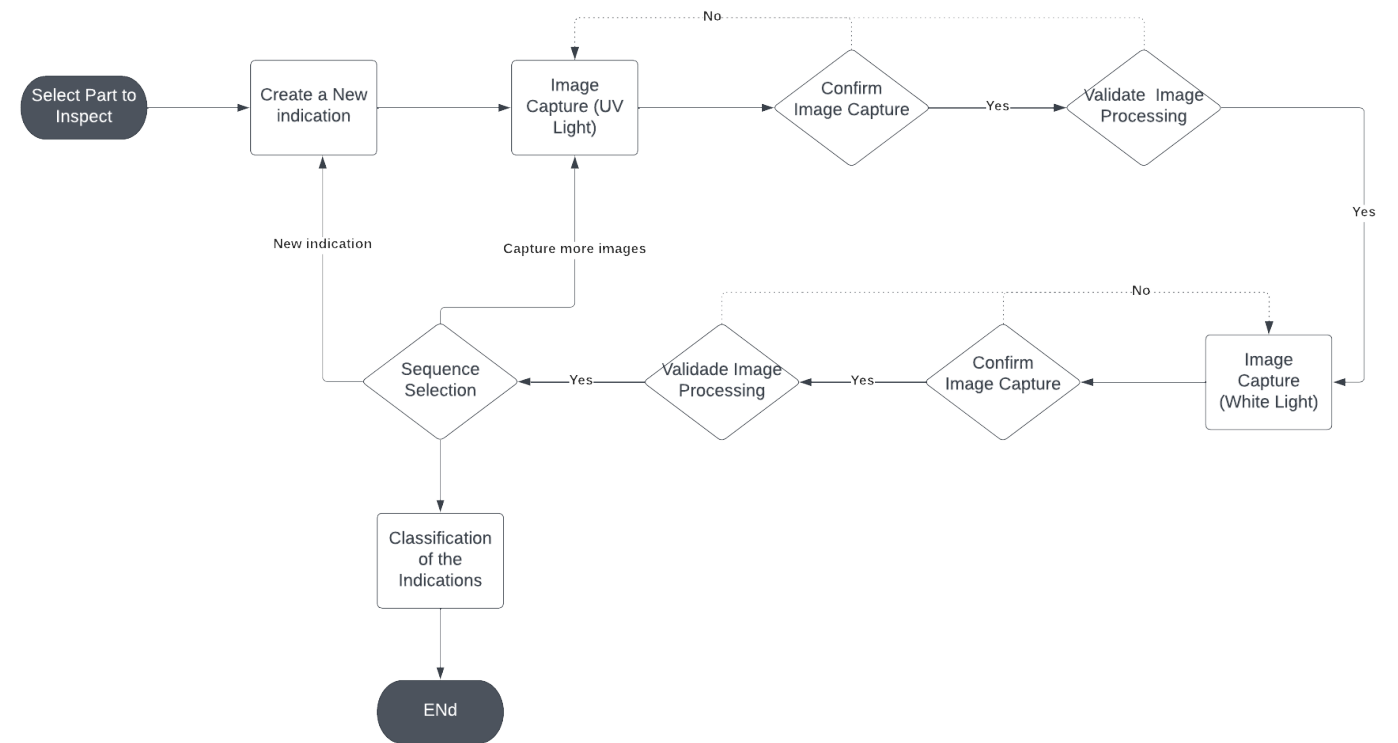 No
Select Part to
Inspect
Create a New
indication
Image
Capture (UV
Light)
Confirm
Image Capture
Yes
Validate  Image
Processing
Yes
New indication
Capture more images
No
Sequence
Selection
Yes
Validade Image
Processing
Yes
Confirm
Image Capture
Image
Capture
(White Light)
Classification
of the
Indications
ENd